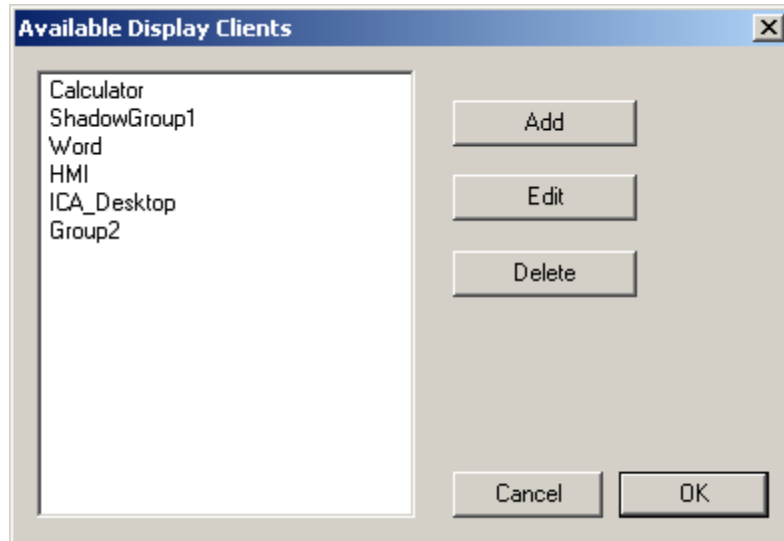 Available Display Clients
Calculator
ShadowGroup1
Word
HMI
ICA_Desktop
Group2
Add
Edit
Delete
Cancel
OK